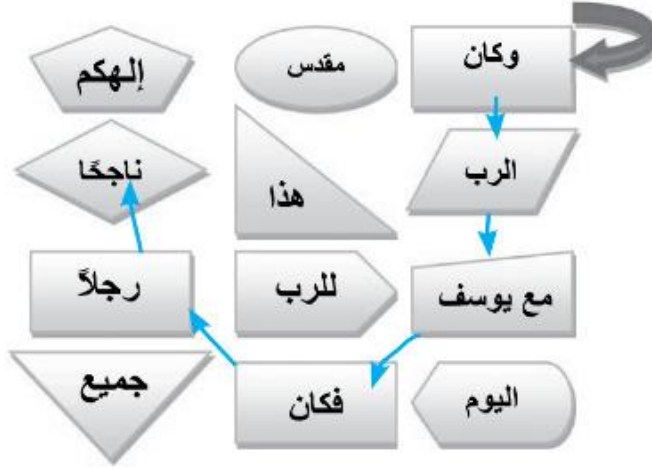 وكان
مقدس
إلهكم
الرب
هذا
ناجحًا
مع يوسف
للرب
رجلاً
اليوم
فكان
جميع